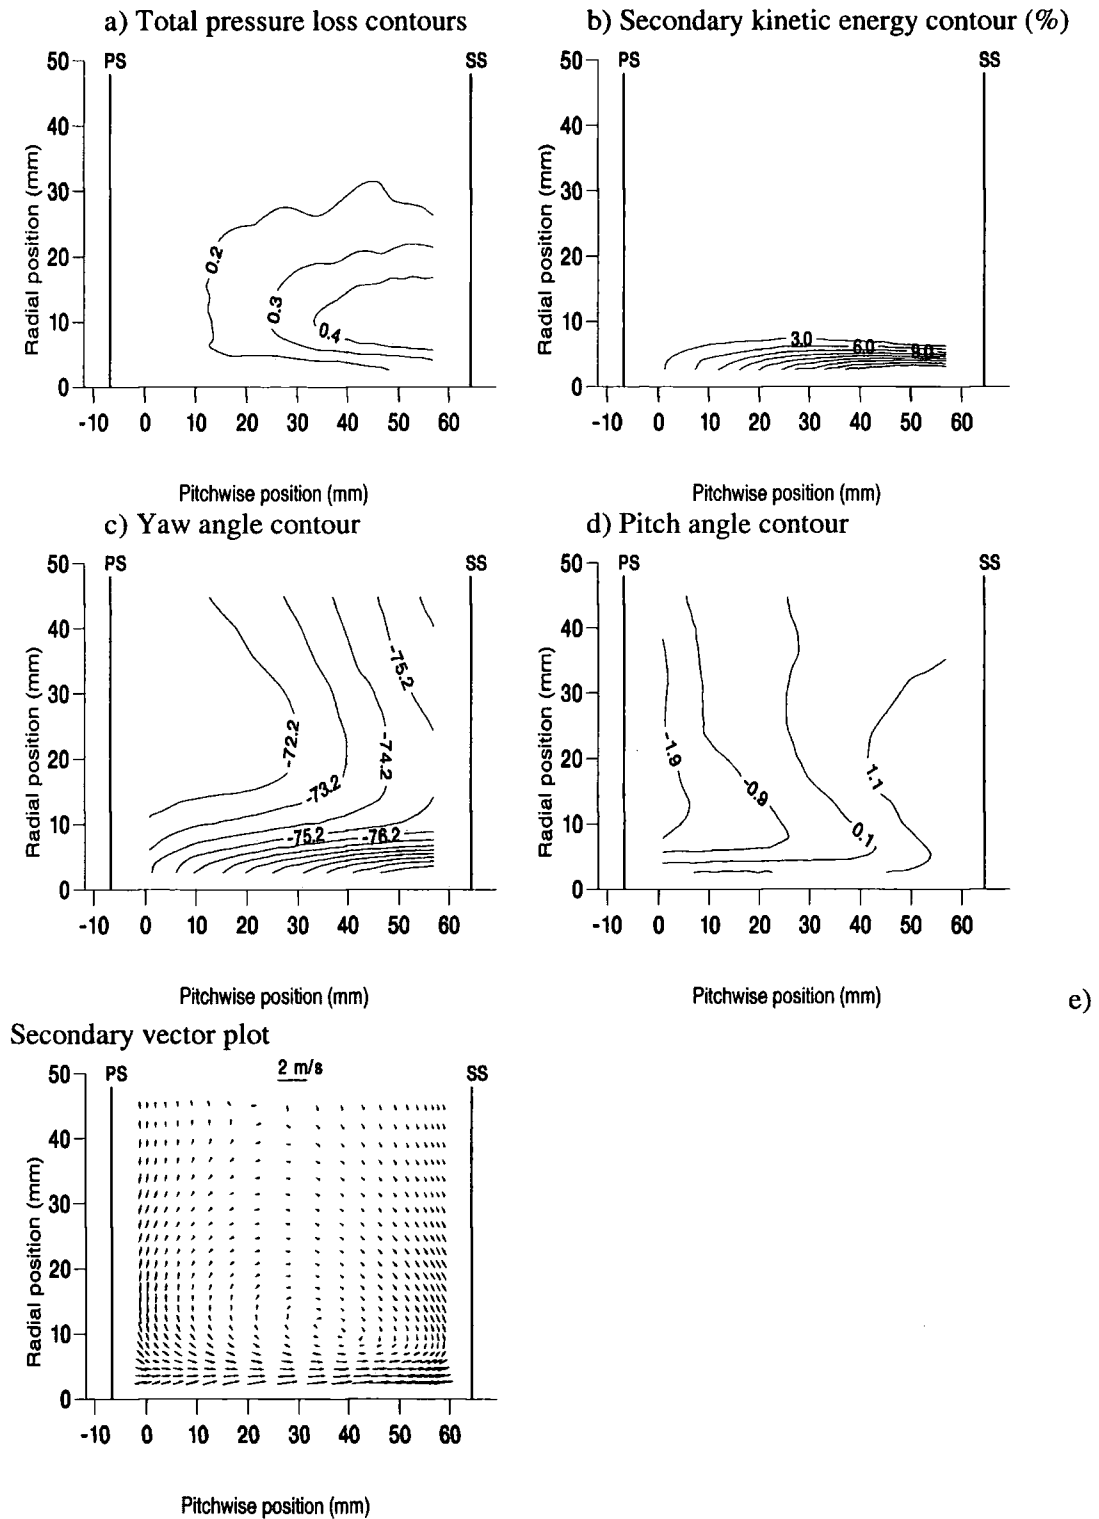 a) Total pressure loss contours
b) Secondary kinetic energy contour (%)
PS SS
50
40
30
20
10
0
Radial position (mm)
0.2
0.3
0.4
-10 0 10 20 30 40 50 60
Pitchwise position (mm)
PS SS
50
40
30
20
10
0
Radial position (mm)
3.0
6.0
9.0
-10 0 10 20 30 40 50 60
Pitchwise position (mm)
c) Yaw angle contour
d) Pitch angle contour
PS SS
50
40
30
20
10
0
Radial position (mm)
-75.2
-72.2
-74.2
-73.2
-75.2
-76.2
-10 0 10 20 30 40 50 60
Pitchwise position (mm)
PS SS
50
40
30
20
10
0
Radial position (mm)
-1.9
-0.9
1.1
0.1
-10 0 10 20 30 40 50 60
Pitchwise position (mm)
e)
Secondary vector plot
2 m/s
PS SS
50
40
30
20
10
0
Radial position (mm)
-10 0 10 20 30 40 50 60
Pitchwise position (mm)